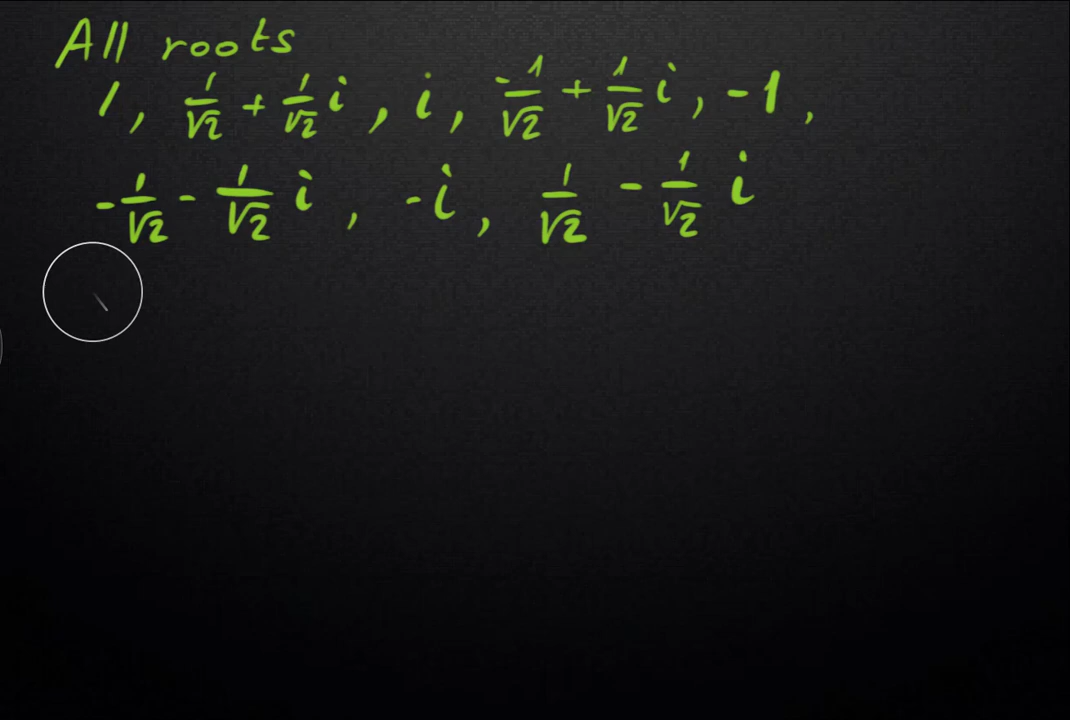 All roots
1, 1/√2 + 1/√2 i, i, -1/√2 + 1/√2 i, -1,
-1/√2 - 1/√2 i, -i, 1/√2 - 1/√2 i